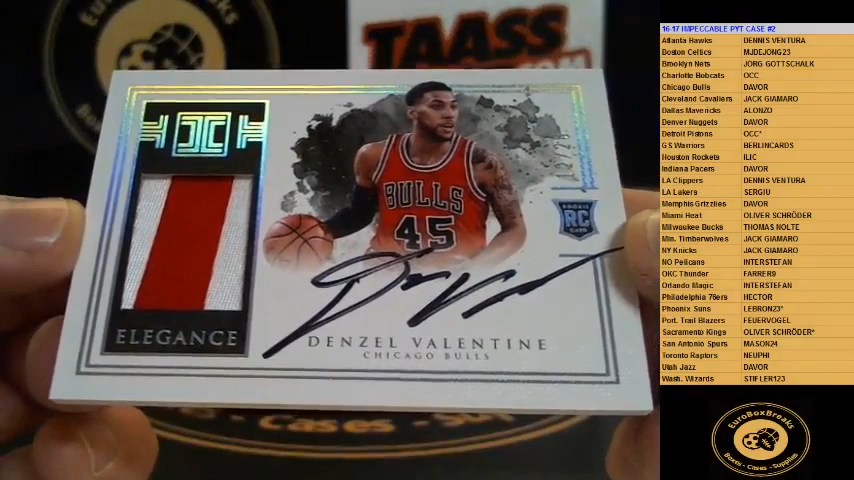 EuroBoxBreaks
TAASS
BULLS
45
ROOKIE
RC
CARD
ELEGANCE
DENZEL VALENTINE
CHICAGO BULLS
- Cases -
16-17 IMPECCABLE PYT CASE #2
Atlanta Hawks DENNIS VENTURA
Boston Celtics MJDEJONG23
Brooklyn Nets JORG GOTTSCHALK
Charlotte Bobcats OCC
Chicago Bulls DAVOR
Cleveland Cavaliers JACK GIAMARO
Dallas Mavericks ALONZO
Denver Nuggets DAVOR
Detroit Pistons OCC*
GS Warriors BERLINCARDS
Houston Rockets ILIC
Indiana Pacers DAVOR
LA Clippers DENNIS VENTURA
LA Lakers SERGIU
Memphis Grizzlies DAVOR
Miami Heat OLIVER SCHRÖDER
Milwaukee Bucks THOMAS NOLTE
Min. Timberwolves JACK GIAMARO
NY Knicks JACK GIAMARO
NO Pelicans INTERSTEFAN
OKC Thunder FARRER9
Orlando Magic INTERSTEFAN
Philadelphia 76ers HECTOR
Phoenix Suns LEBRON23*
Port. Trail Blazers FEUERVOGEL
Sacramento Kings OLIVER SCHRÖDER*
San Antonio Spurs MASON24
Toronto Raptors NEUPHI
Utah Jazz DAVOR
Wash. Wizards STIFLER123
EuroBoxBreaks
Boxes - Cases - Supplies